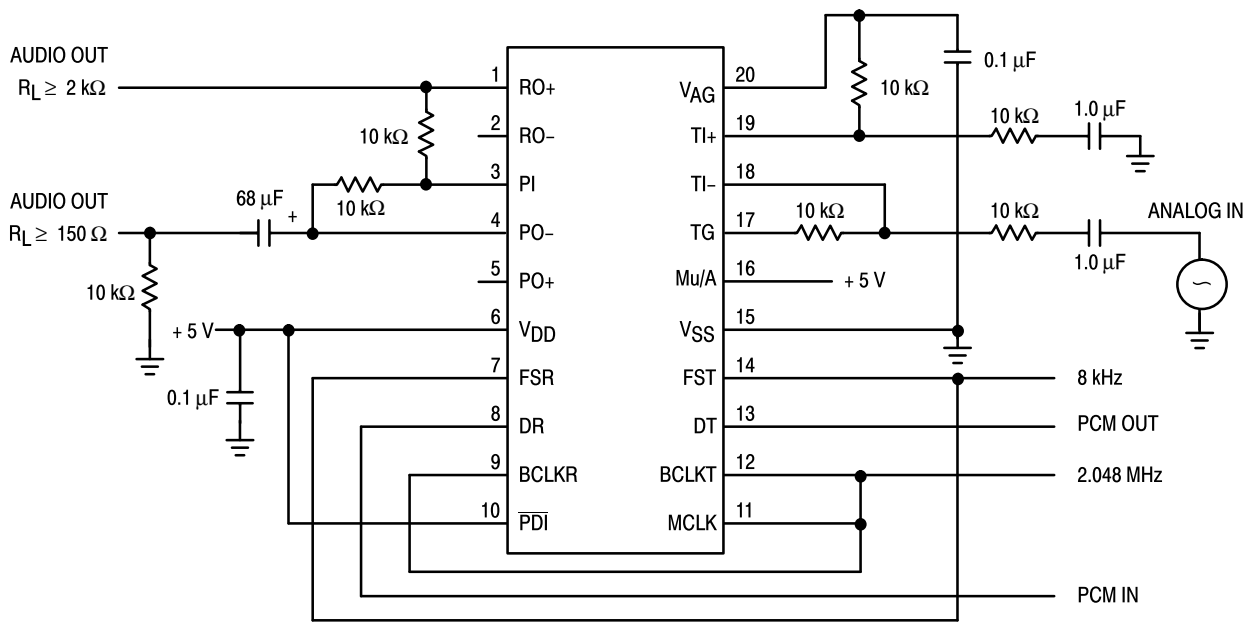 AUDIO OUT
RL ≥ 2 kΩ
AUDIO OUT
RL ≥ 150 Ω
68 µF
+
10 kΩ
10 kΩ
10 kΩ
+ 5 V
0.1 µF
1 RO+
2 RO–
3 PI
4 PO–
5 PO+
6 VDD
7 FSR
8 DR
9 BCLKR
10 PDI
VAG 20
TI+ 19
TI– 18
TG 17
Mu/A 16
VSS 15
FST 14
DT 13
BCLKT 12
MCLK 11
10 kΩ
0.1 µF
10 kΩ
1.0 µF
10 kΩ
10 kΩ
1.0 µF
ANALOG IN
+ 5 V
8 kHz
PCM OUT
2.048 MHz
PCM IN